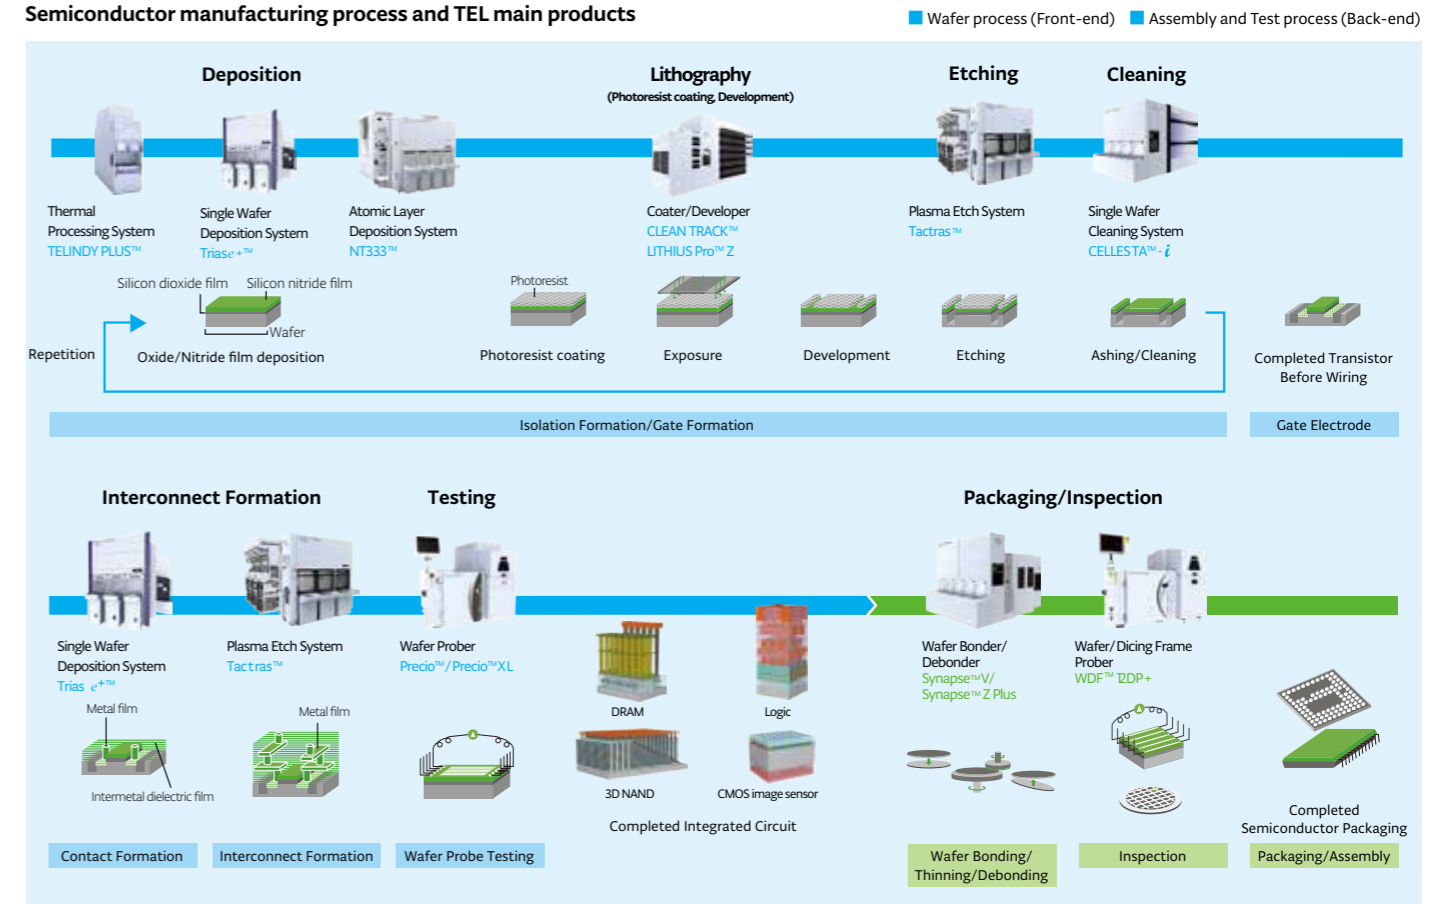 Semiconductor manufacturing process and TEL main products
Wafer process (Front-end)
Assembly and Test process (Back-end)
Deposition
Lithography
(Photoresist coating, Development)
Etching
Cleaning
Thermal
Processing System
TELINDY PLUS™
Single Wafer
Deposition System
Triase+™
Atomic Layer
Deposition System
NT333™
Coater/Developer
CLEAN TRACK™
LITHIUS Pro™ Z
Plasma Etch System
Tactras™
Single Wafer
Cleaning System
CELLESTA™-i
Silicon dioxide film
Silicon nitride film
Wafer
Photoresist
Repetition
Oxide/Nitride film deposition
Photoresist coating
Exposure
Development
Etching
Ashing/Cleaning
Completed Transistor
Before Wiring
Isolation Formation/Gate Formation
Gate Electrode
Interconnect Formation
Testing
Packaging/Inspection
Single Wafer
Deposition System
Trias e+™
Plasma Etch System
Tactras™
Wafer Prober
Precio™/Precio™XL
Wafer Bonder/
Debonder
Synapse™V/
Synapse™Z Plus
Wafer/Dicing Frame
Prober
WDF™ 12DP+
Metal film
Intermetal dielectric film
Metal film
DRAM
Logic
3D NAND
CMOS image sensor
Completed Integrated Circuit
Completed
Semiconductor Packaging
Contact Formation
Interconnect Formation
Wafer Probe Testing
Wafer Bonding/
Thinning/Debonding
Inspection
Packaging/Assembly